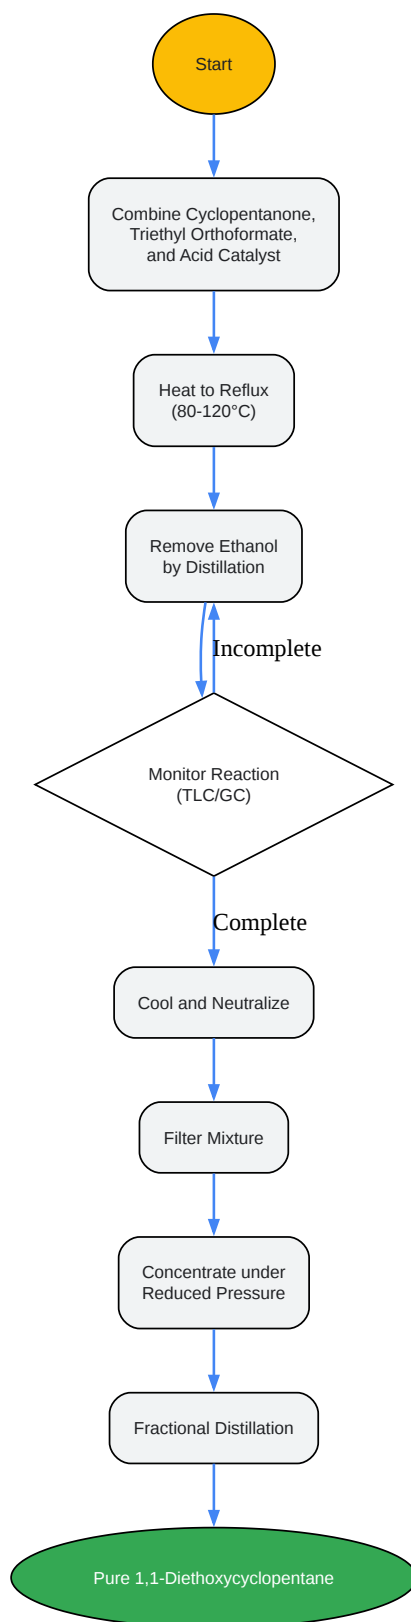 Start
Combine Cyclopentanone,
Triethyl Orthoformate,
and Acid Catalyst
Heat to Reflux
(80-120°C)
Remove Ethanol
by Distillation
Incomplete
Monitor Reaction
(TLC/GC)
Complete
Cool and Neutralize
Filter Mixture
Concentrate under
Reduced Pressure
Fractional Distillation
Pure 1,1-Diethoxycyclopentane